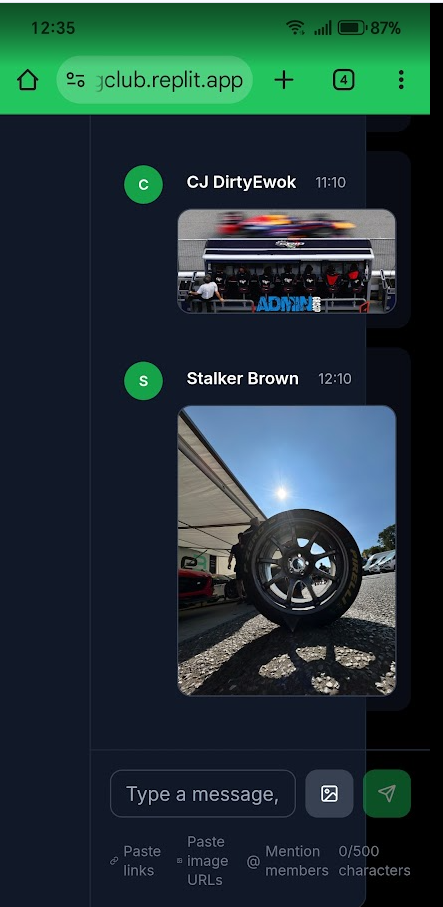 12:35
87%
gclub.replit.app
4
C
CJ DirtyEwok 11:10
ADMIN
S
Stalker Brown 12:10
PIRELLI
Type a message,
Paste links
Paste image URLs
@ Mention members
0/500 characters